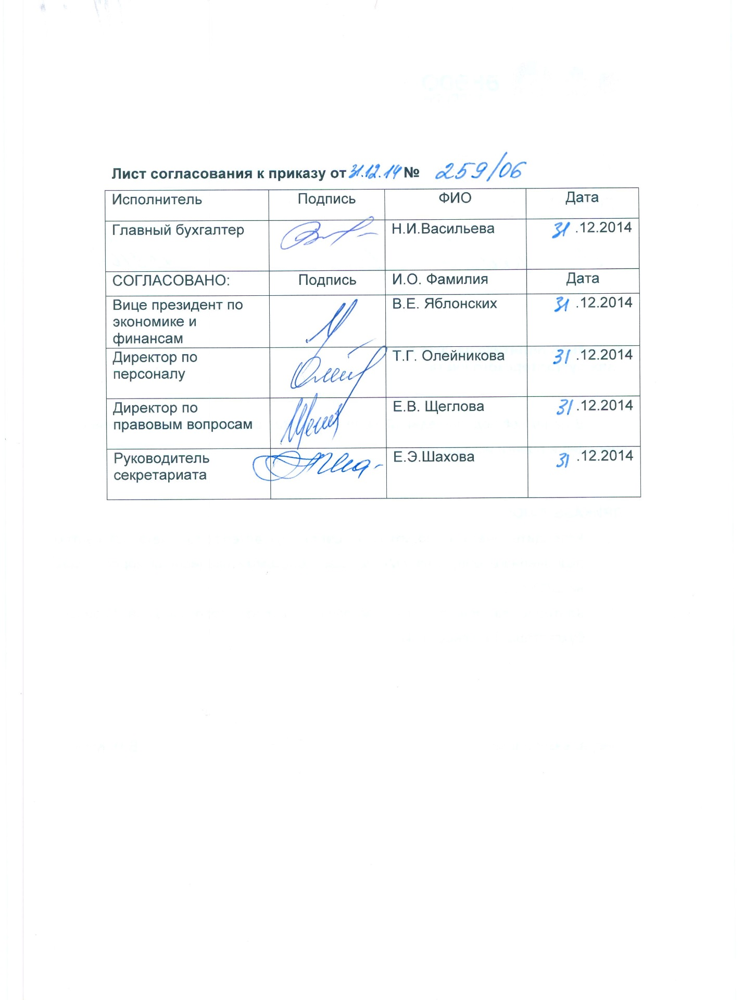 Лист согласования к приказу от 31.12.14 № 259/06
Исполнитель Подпись ФИО Дата
Главный бухгалтер Н.И.Васильева 31 .12.2014
СОГЛАСОВАНО: Подпись И.О. Фамилия Дата
Вице президент по В.Е. Яблонских 31 .12.2014
экономике и
финансам
Директор по Т.Г. Олейникова 31 .12.2014
персоналу
Директор по Е.В. Щеглова 31 .12.2014
правовым вопросам
Руководитель Е.Э.Шахова 31 .12.2014
секретариата